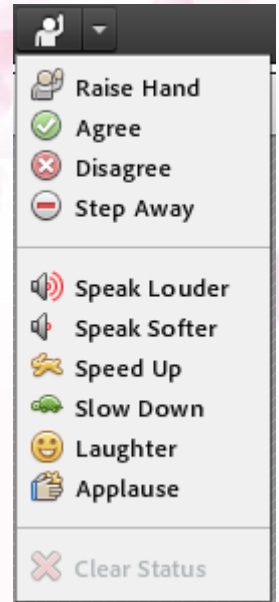 Raise Hand
Agree
Disagree
Step Away
Speak Louder
Speak Softer
Speed Up
Slow Down
Laughter
Applause
Clear Status